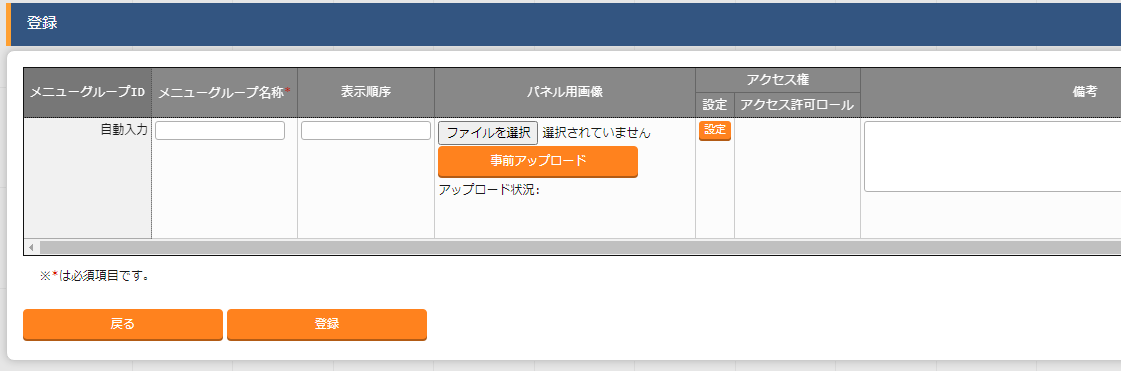 登録
メニューグループID メニューグループ名称* 表示順序 パネル用画像 アクセス権 備考
設定 アクセス許可ロール
自動入力 ファイルを選択 選択されていません 設定
事前アップロード
アップロード状況:
※*は必須項目です。
戻る 登録